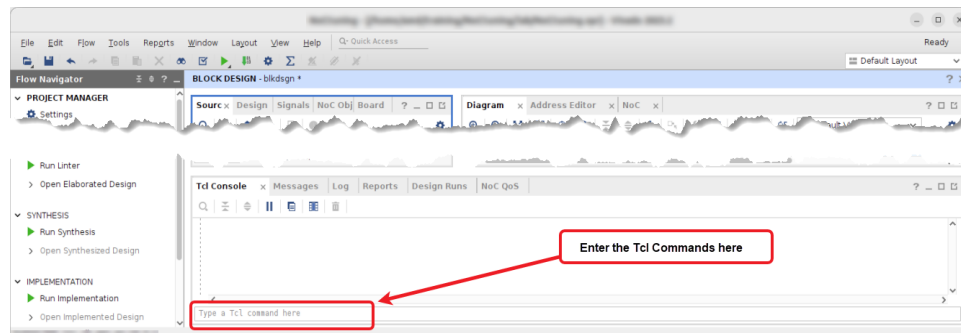 File Edit Flow Tools Reports Window Layout View Help Q- Quick Access Ready
Default Layout
Flow Navigator ? _ BLOCK DESIGN - blkdsgn * ?
PROJECT MANAGER
Settings
Sourc x Design Signals NoC Obj Board ? _ Diagram x Address Editor x NoC x ?
Run Linter
Open Elaborated Design
Tcl Console x Messages Log Reports Design Runs NoC QoS ? _
SYNTHESIS
Run Synthesis
Open Synthesized Design
Enter the Tcl Commands here
IMPLEMENTATION
Run Implementation
Type a Tcl command here
Open Implemented Design